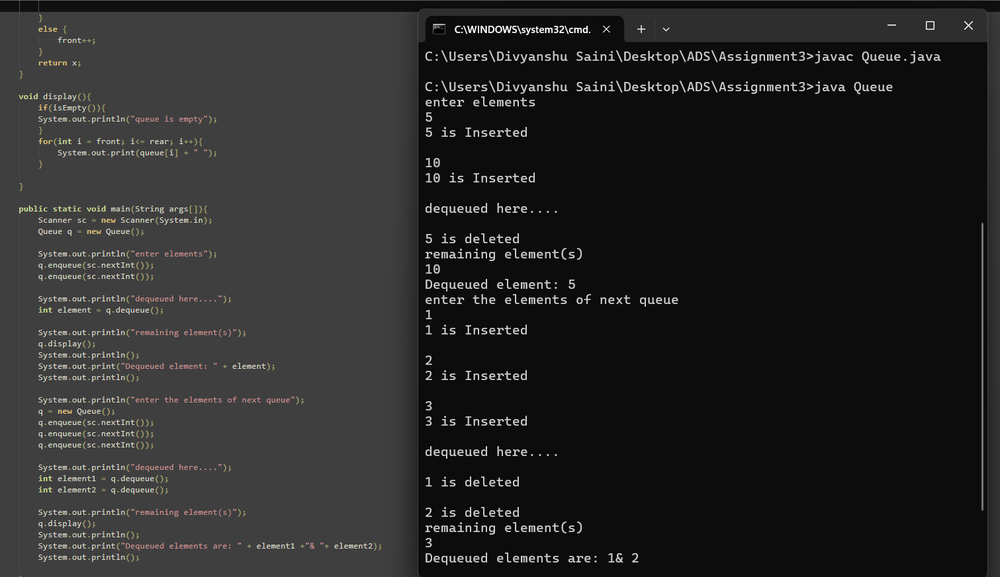 }
else {
front++;
}
return x;
}
void display(){
if(isEmpty()){
System.out.println("queue is empty");
}
for(int i = front; i<= rear; i++){
System.out.print(queue[i] + " ");
}
}
public static void main(String args[]){
Scanner sc = new Scanner(System.in);
Queue q = new Queue();
System.out.println("enter elements");
q.enqueue(sc.nextInt());
q.enqueue(sc.nextInt());
System.out.println("dequeued here....");
int element = q.dequeue();
System.out.println("remaining element(s)");
q.display();
System.out.println();
System.out.print("Dequeued element: " + element);
System.out.println();
System.out.println("enter the elements of next queue");
q = new Queue();
q.enqueue(sc.nextInt());
q.enqueue(sc.nextInt());
q.enqueue(sc.nextInt());
System.out.println("dequeued here....");
int element1 = q.dequeue();
int element2 = q.dequeue();
System.out.println("remaining element(s)");
q.display();
System.out.println();
System.out.print("Dequeued elements are: " + element1 +"& "+ element2);
System.out.println();
C:\WINDOWS\system32\cmd.
C:\Users\Divyanshu Saini\Desktop\ADS\Assignment3>javac Queue.java
C:\Users\Divyanshu Saini\Desktop\ADS\Assignment3>java Queue
enter elements
5
5 is Inserted
10
10 is Inserted
dequeued here....
5 is deleted
remaining element(s)
10
Dequeued element: 5
enter the elements of next queue
1
1 is Inserted
2
2 is Inserted
3
3 is Inserted
dequeued here....
1 is deleted
2 is deleted
remaining element(s)
3
Dequeued elements are: 1& 2